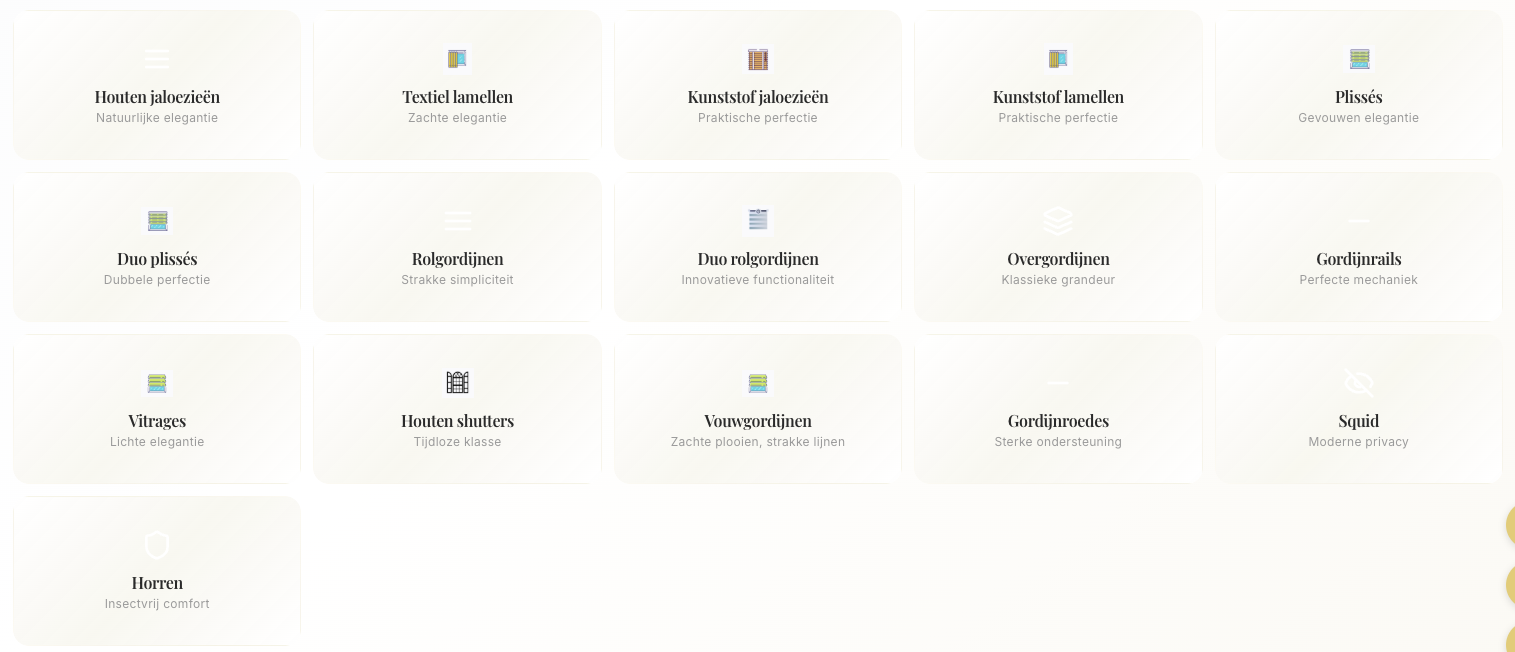 Houten jaloezieën
Natuurlijke elegantie
Textiel lamellen
Zachte elegantie
Kunststof jaloezieën
Praktische perfectie
Kunststof lamellen
Praktische perfectie
Plissés
Gevouwen elegantie
Duo plissés
Dubbele perfectie
Rolgordijnen
Strakke simpliciteit
Duo rolgordijnen
Innovatieve functionaliteit
Overgordijnen
Klassieke grandeur
Gordijnrails
Perfecte mechaniek
Vitrages
Lichte elegantie
Houten shutters
Tijdloze klasse
Vouwgordijnen
Zachte plooien, strakke lijnen
Gordijnroedes
Sterke ondersteuning
Squid
Moderne privacy
Horren
Insectvrij comfort